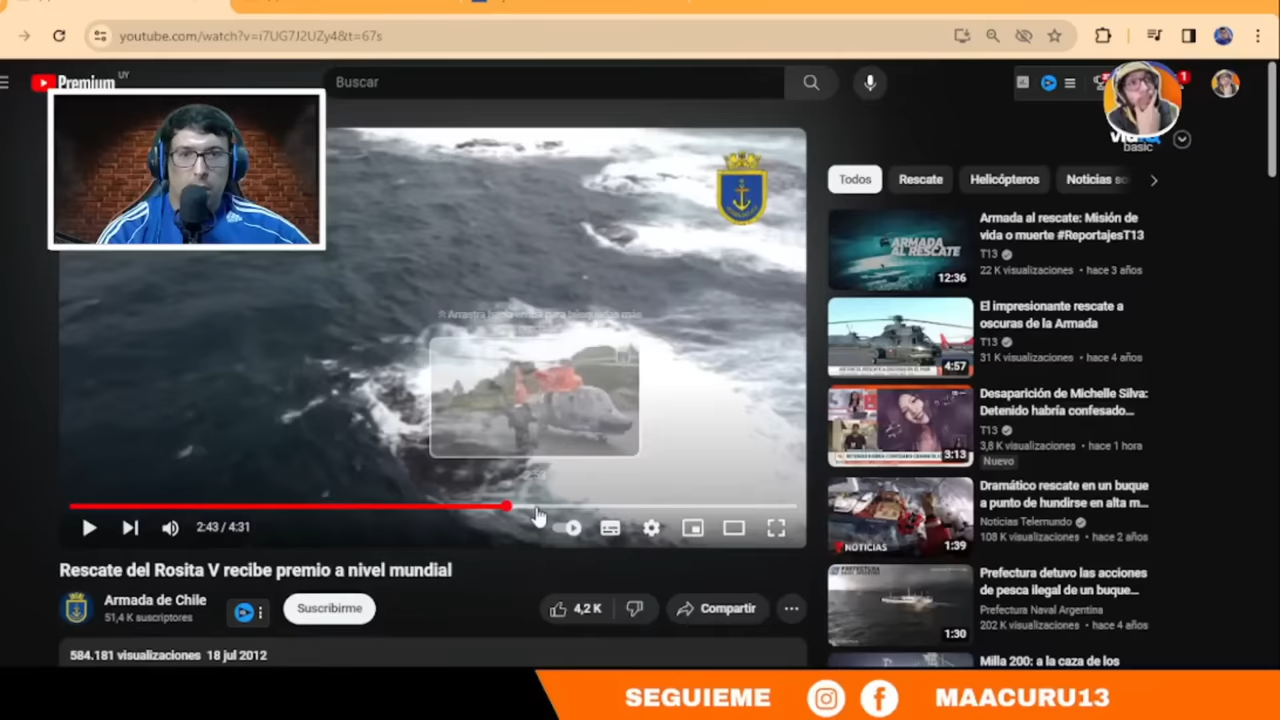 youtube.com/watch?v=i7UG7J2UZy4&t=67s
Premium UY
Buscar
1
basic
Todos
Rescate
Helicópteros
Noticias so
ARMADA
AL RESCATE
12:36
Armada al rescate: Misión de
vida o muerte #ReportajesT13
T13
22 K visualizaciones • hace 3 años
4:57
El impresionante rescate a
oscuras de la Armada
T13
31 K visualizaciones • hace 4 años
3:13
Desaparición de Michelle Silva:
Detenido habría confesado...
T13
3,8 K visualizaciones • hace 1 hora
Nuevo
NOTICIAS
1:39
Dramático rescate en un buque
a punto de hundirse en alta m...
Noticias Telemundo
108 K visualizaciones • hace 2 años
1:30
Prefectura detuvo las acciones
de pesca ilegal de un buque...
Prefectura Naval Argentina
202 K visualizaciones • hace 4 años
Milla 200: a la caza de los
2:43 / 4:31
Rescate del Rosita V recibe premio a nivel mundial
Armada de Chile
51,4 K suscriptores
Suscribirme
4,2 K
Compartir
584.181 visualizaciones 18 jul 2012
SEGUIEME
MAACURU13